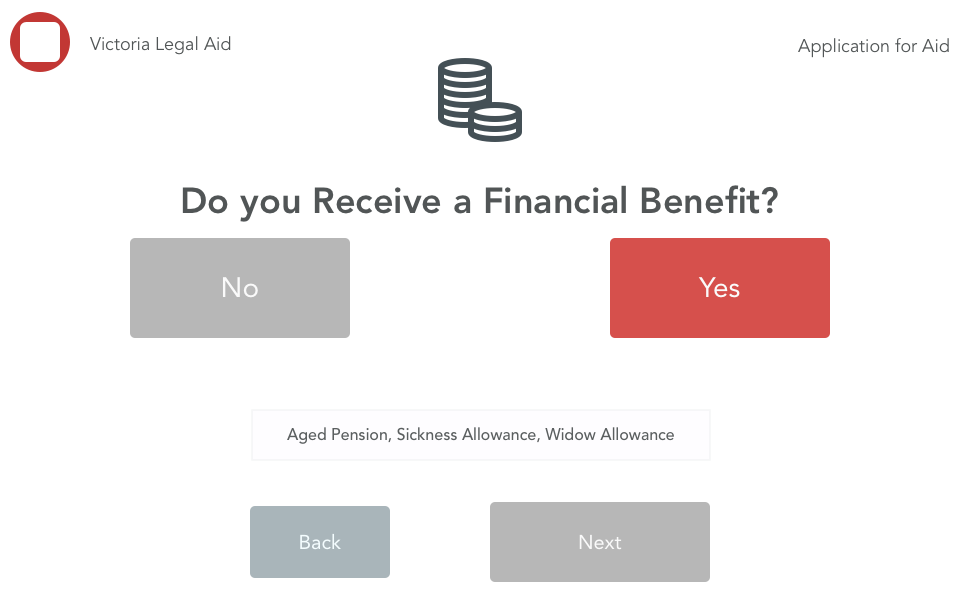 Victoria Legal Aid
Application for Aid
Do you Receive a Financial Benefit?
No
Yes
Aged Pension, Sickness Allowance, Widow Allowance
Back
Next